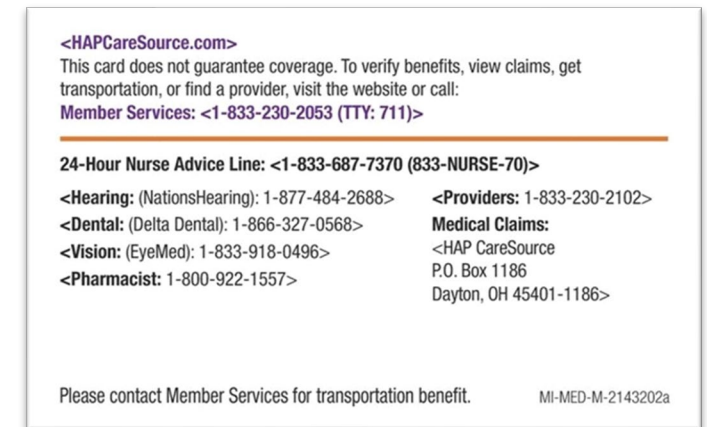 <HAPCareSource.com>
This card does not guarantee coverage. To verify benefits, view claims, get
transportation, or find a provider, visit the website or call:
Member Services: <1-833-230-2053 (TTY: 711)>
24-Hour Nurse Advice Line: <1-833-687-7370 (833-NURSE-70)>
<Hearing: (NationsHearing): 1-877-484-2688>
<Dental: (Delta Dental): 1-866-327-0568>
<Vision: (EyeMed): 1-833-918-0496>
<Pharmacist: 1-800-922-1557>
<Providers: 1-833-230-2102>
Medical Claims:
<HAP CareSource
P.O. Box 1186
Dayton, OH 45401-1186>
Please contact Member Services for transportation benefit.
MI-MED-M-2143202a